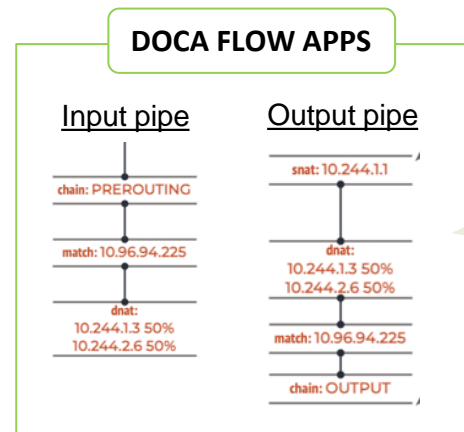 DOCA FLOW APPS
Input pipe
chain: PREROUTING
match: 10.96.94.225
dnat:
10.244.1.3 50%
10.244.2.6 50%
Output pipe
snat: 10.244.1.1
dnat:
10.244.1.3 50%
10.244.2.6 50%
match: 10.96.94.225
chain: OUTPUT